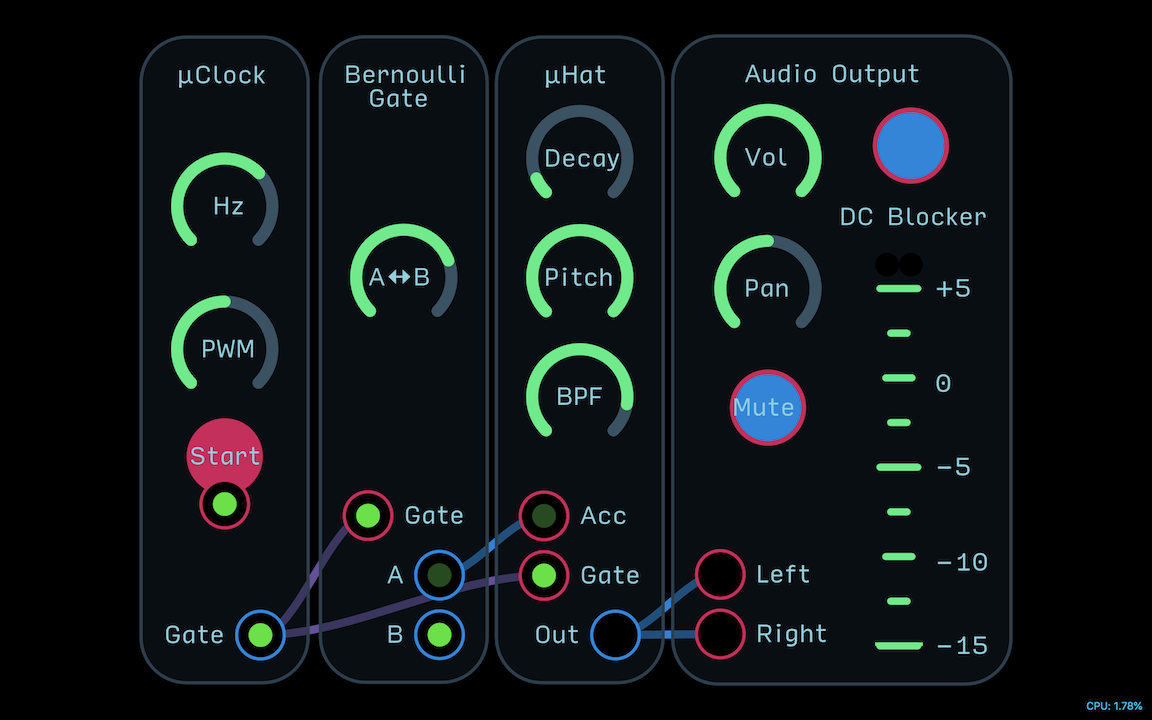 µClock
Hz
PWM
Start
Gate
Bernoulli
Gate
A↔B
Gate
A
B
µHat
Decay
Pitch
BPF
Acc
Gate
Out
Audio Output
Vol
DC Blocker
Pan
Mute
Left
Right
+5
0
−5
−10
−15
CPU: 1.78%